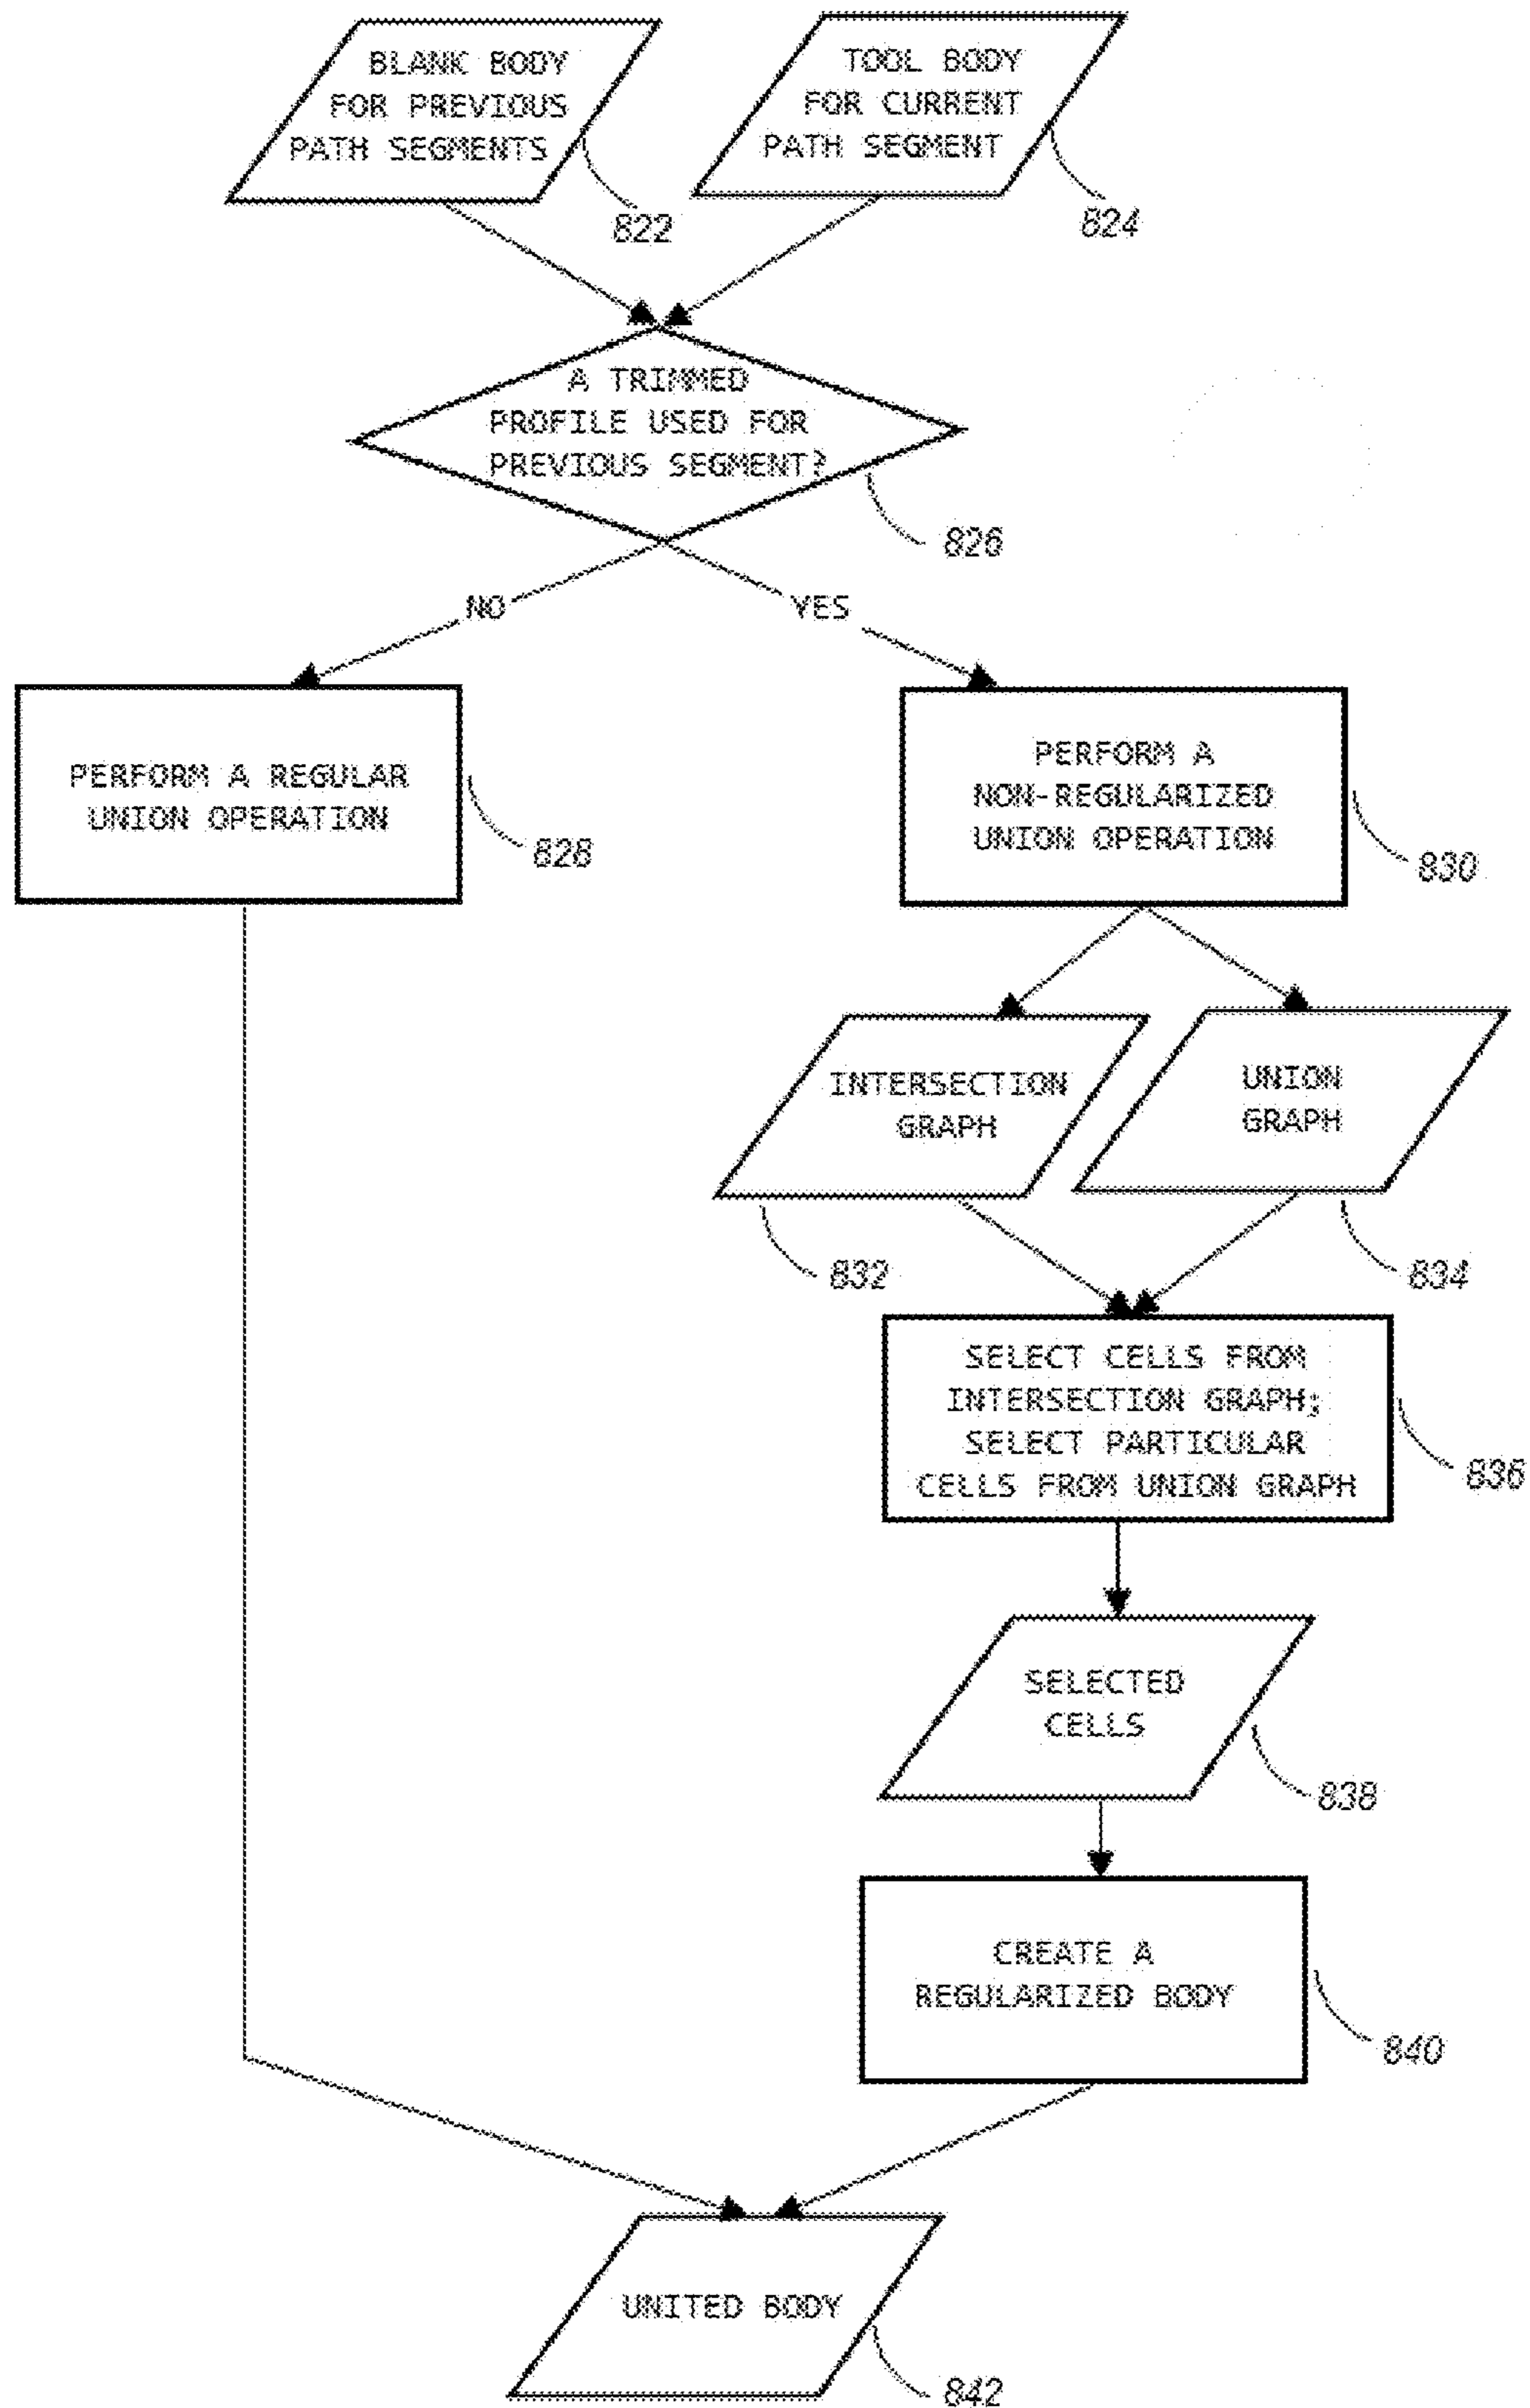 BLANK BODY
FOR PREVIOUS
PATH SEGMENTS
822
TOOL BODY
FOR CURRENT
PATH SEGMENT
824
A TRIMMED
PROFILE USED FOR
PREVIOUS SEGMENT?
826
NO
YES
PERFORM A REGULAR
UNION OPERATION
828
PERFORM A
NON-REGULARIZED
UNION OPERATION
830
INTERSECTION
GRAPH
832
UNION
GRAPH
834
SELECT CELLS FROM
INTERSECTION GRAPH;
SELECT PARTICULAR
CELLS FROM UNION GRAPH
836
SELECTED
CELLS
838
CREATE A
REGULARIZED BODY
840
UNITED BODY
842